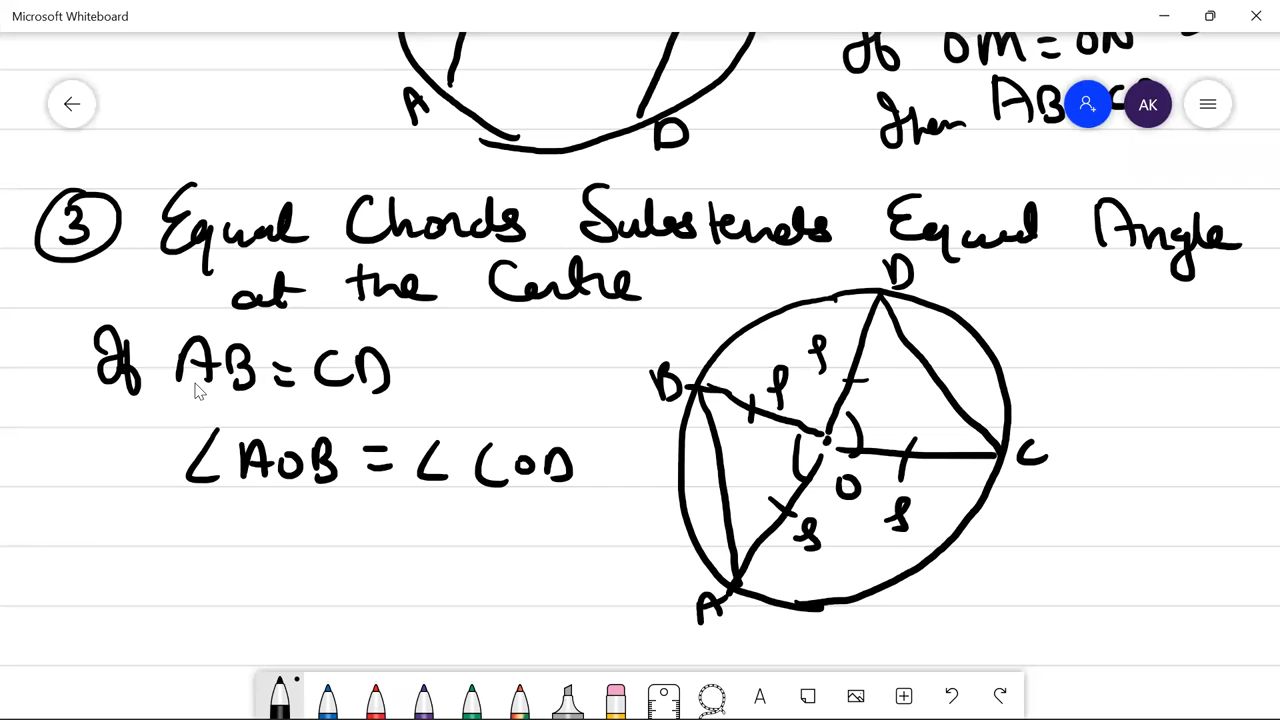 Microsoft Whiteboard
If OM = ON
A
Then AB
AK
D
3 Equal Chords Substends Equal Angle
at the Centre
D
If AB = CD
B
∠AOB = ∠COD
C
O
A
A